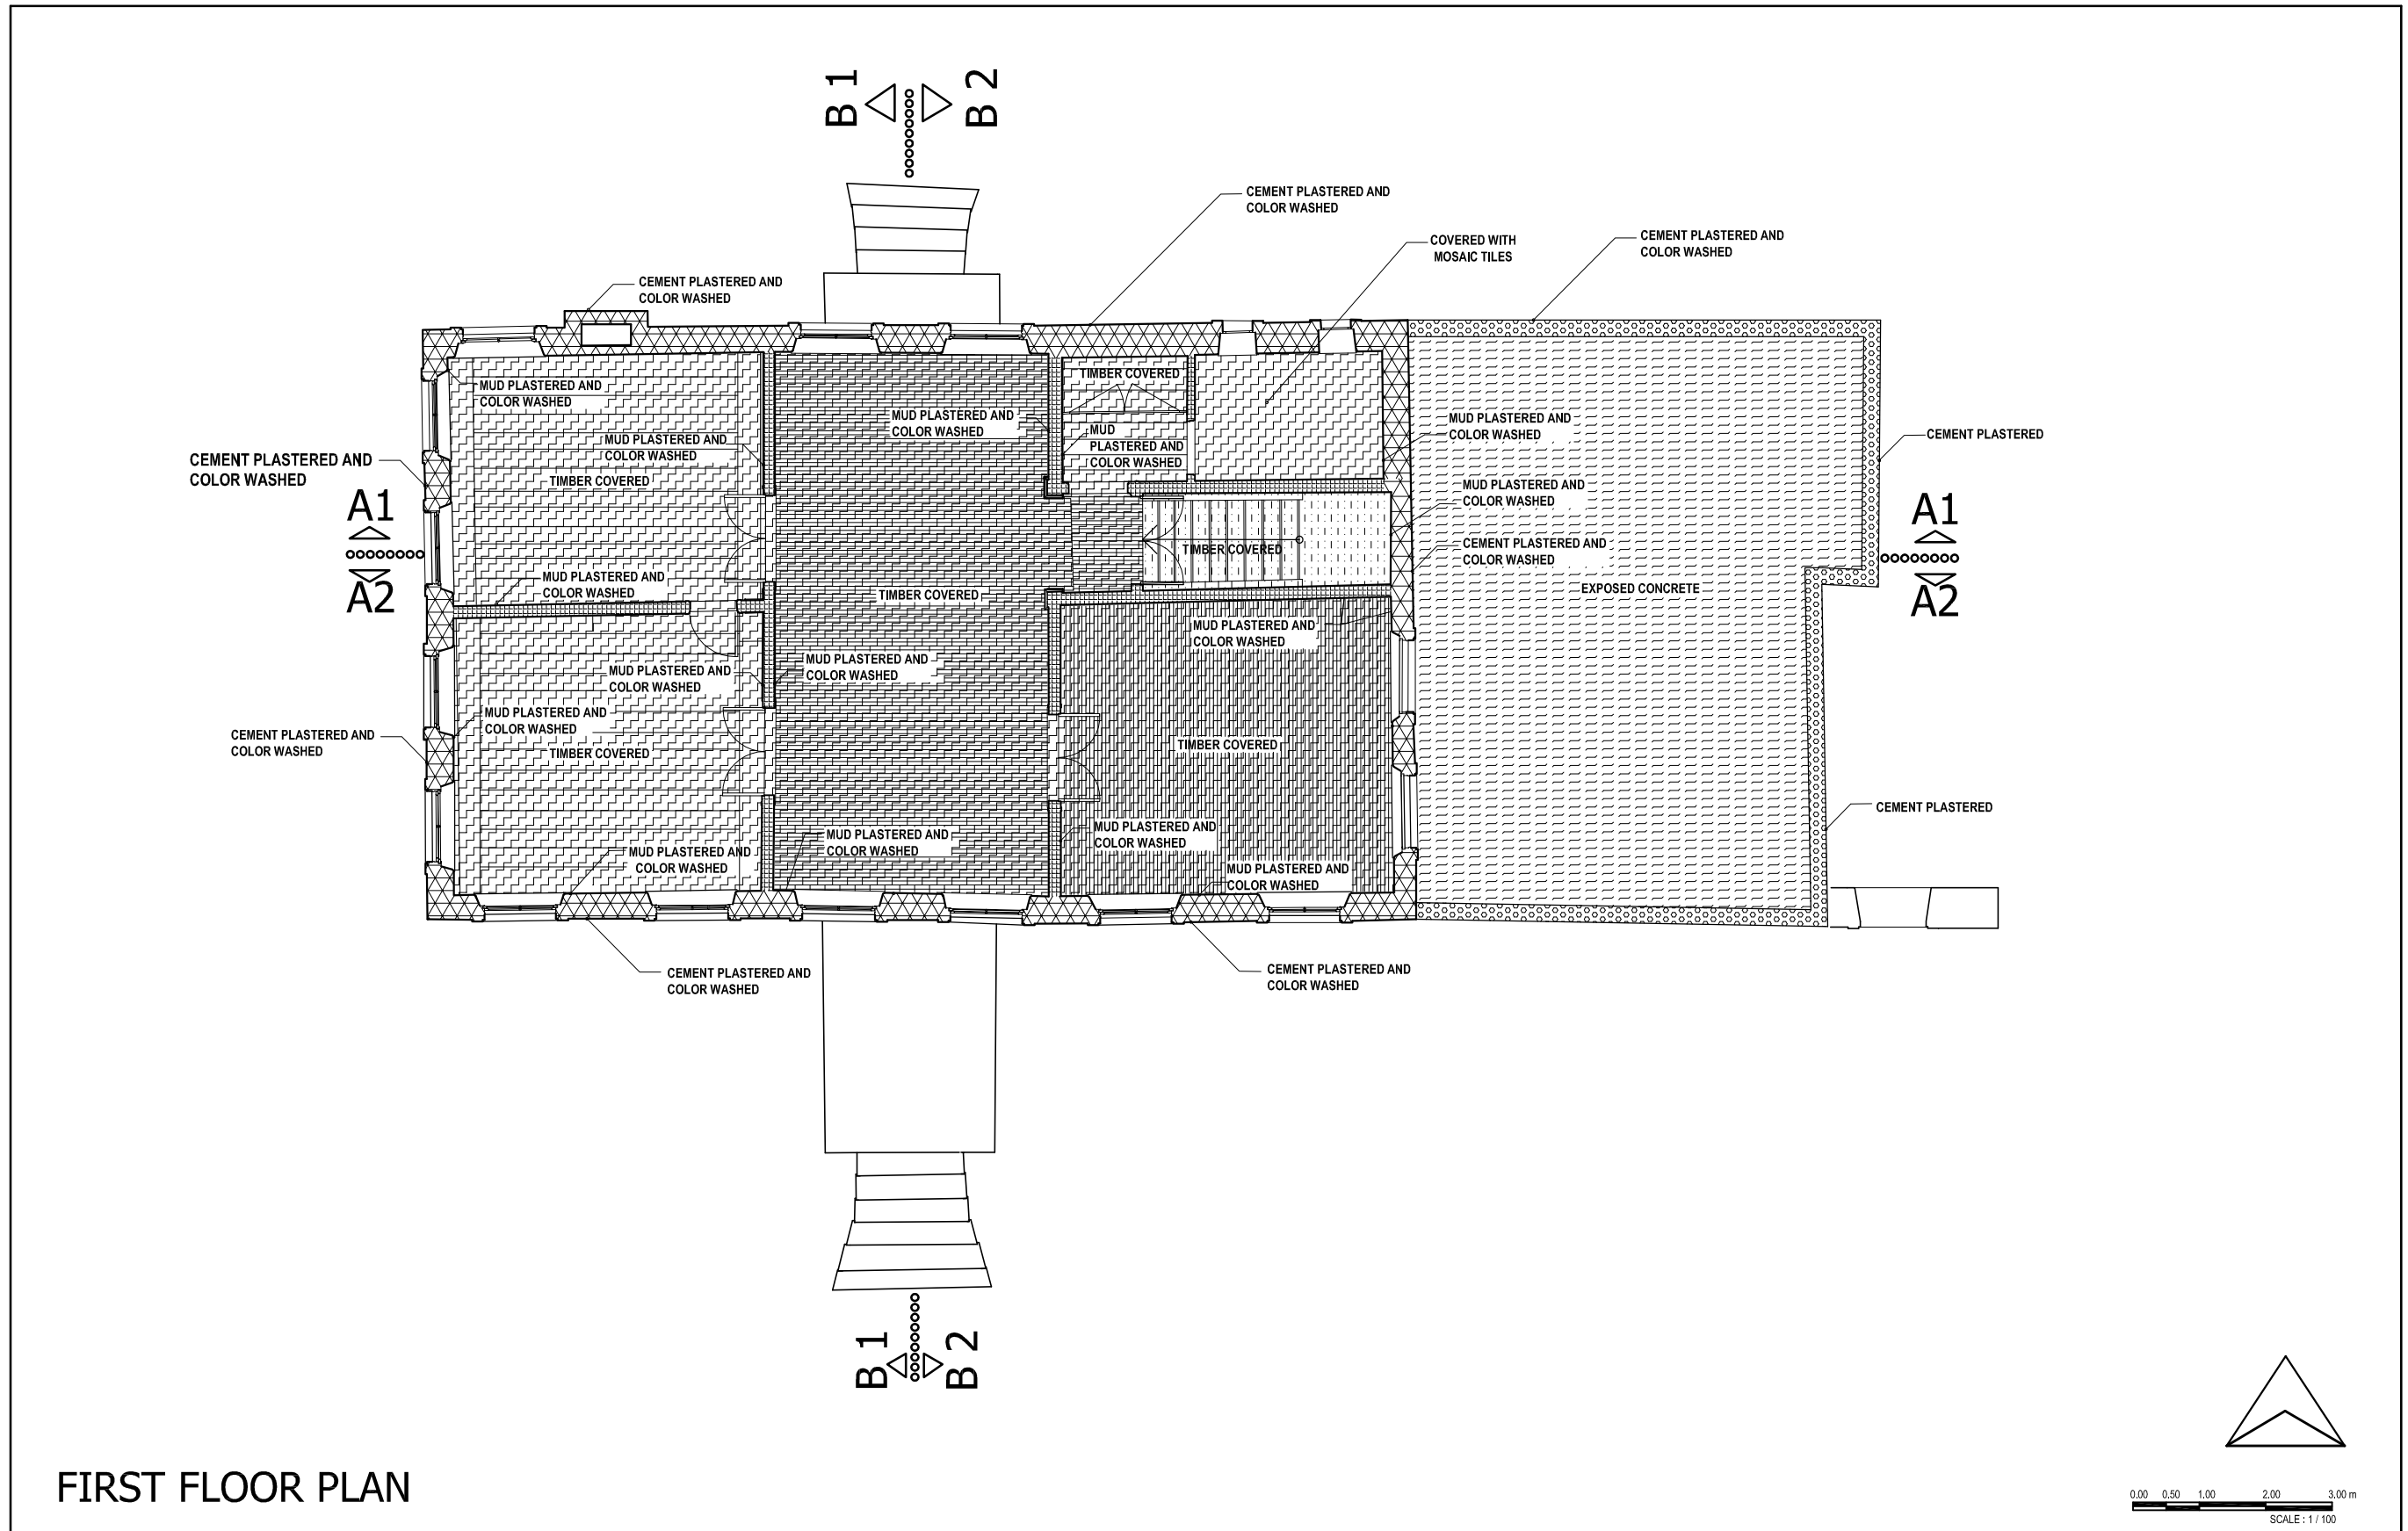 B 1
B 2
CEMENT PLASTERED AND
COLOR WASHED
COVERED WITH
MOSAIC TILES
CEMENT PLASTERED AND
COLOR WASHED
CEMENT PLASTERED AND
COLOR WASHED
TIMBER COVERED
MUD PLASTERED AND
COLOR WASHED
MUD PLASTERED AND
COLOR WASHED
MUD
PLASTERED AND
COLOR WASHED
MUD PLASTERED AND
COLOR WASHED
CEMENT PLASTERED
MUD PLASTERED AND
COLOR WASHED
CEMENT PLASTERED AND
COLOR WASHED
TIMBER COVERED
MUD PLASTERED AND
COLOR WASHED
A1
A2
A1
A2
TIMBER COVERED
CEMENT PLASTERED AND
COLOR WASHED
MUD PLASTERED AND
COLOR WASHED
TIMBER COVERED
EXPOSED CONCRETE
MUD PLASTERED AND
COLOR WASHED
MUD PLASTERED AND
COLOR WASHED
MUD PLASTERED AND
COLOR WASHED
MUD PLASTERED AND
COLOR WASHED
CEMENT PLASTERED AND
COLOR WASHED
TIMBER COVERED
TIMBER COVERED
CEMENT PLASTERED
MUD PLASTERED AND
COLOR WASHED
MUD PLASTERED AND
COLOR WASHED
MUD PLASTERED AND
COLOR WASHED
MUD PLASTERED AND
COLOR WASHED
CEMENT PLASTERED AND
COLOR WASHED
CEMENT PLASTERED AND
COLOR WASHED
B 1
B 2
FIRST FLOOR PLAN
0.00 0.50 1.00 2.00 3.00 m
SCALE : 1 / 100